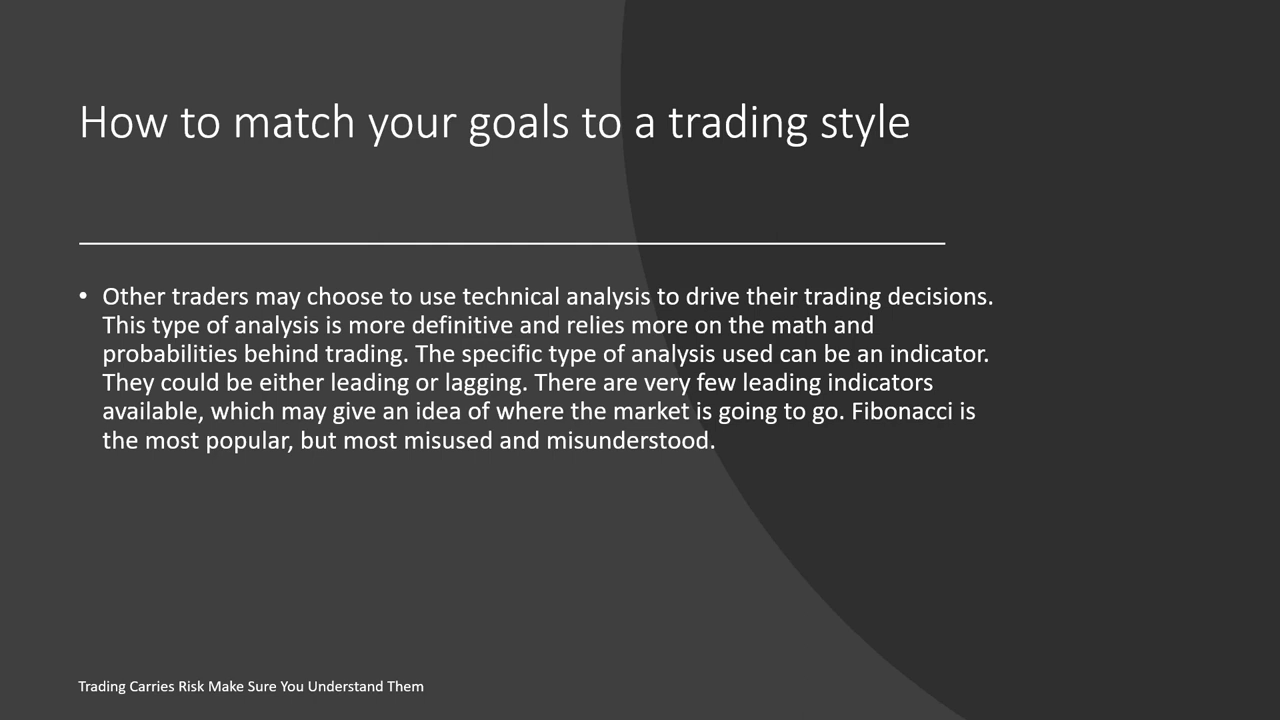 How to match your goals to a trading style
• Other traders may choose to use technical analysis to drive their trading decisions.
This type of analysis is more definitive and relies more on the math and
probabilities behind trading. The specific type of analysis used can be an indicator.
They could be either leading or lagging. There are very few leading indicators
available, which may give an idea of where the market is going to go. Fibonacci is
the most popular, but most misused and misunderstood.
Trading Carries Risk Make Sure You Understand Them